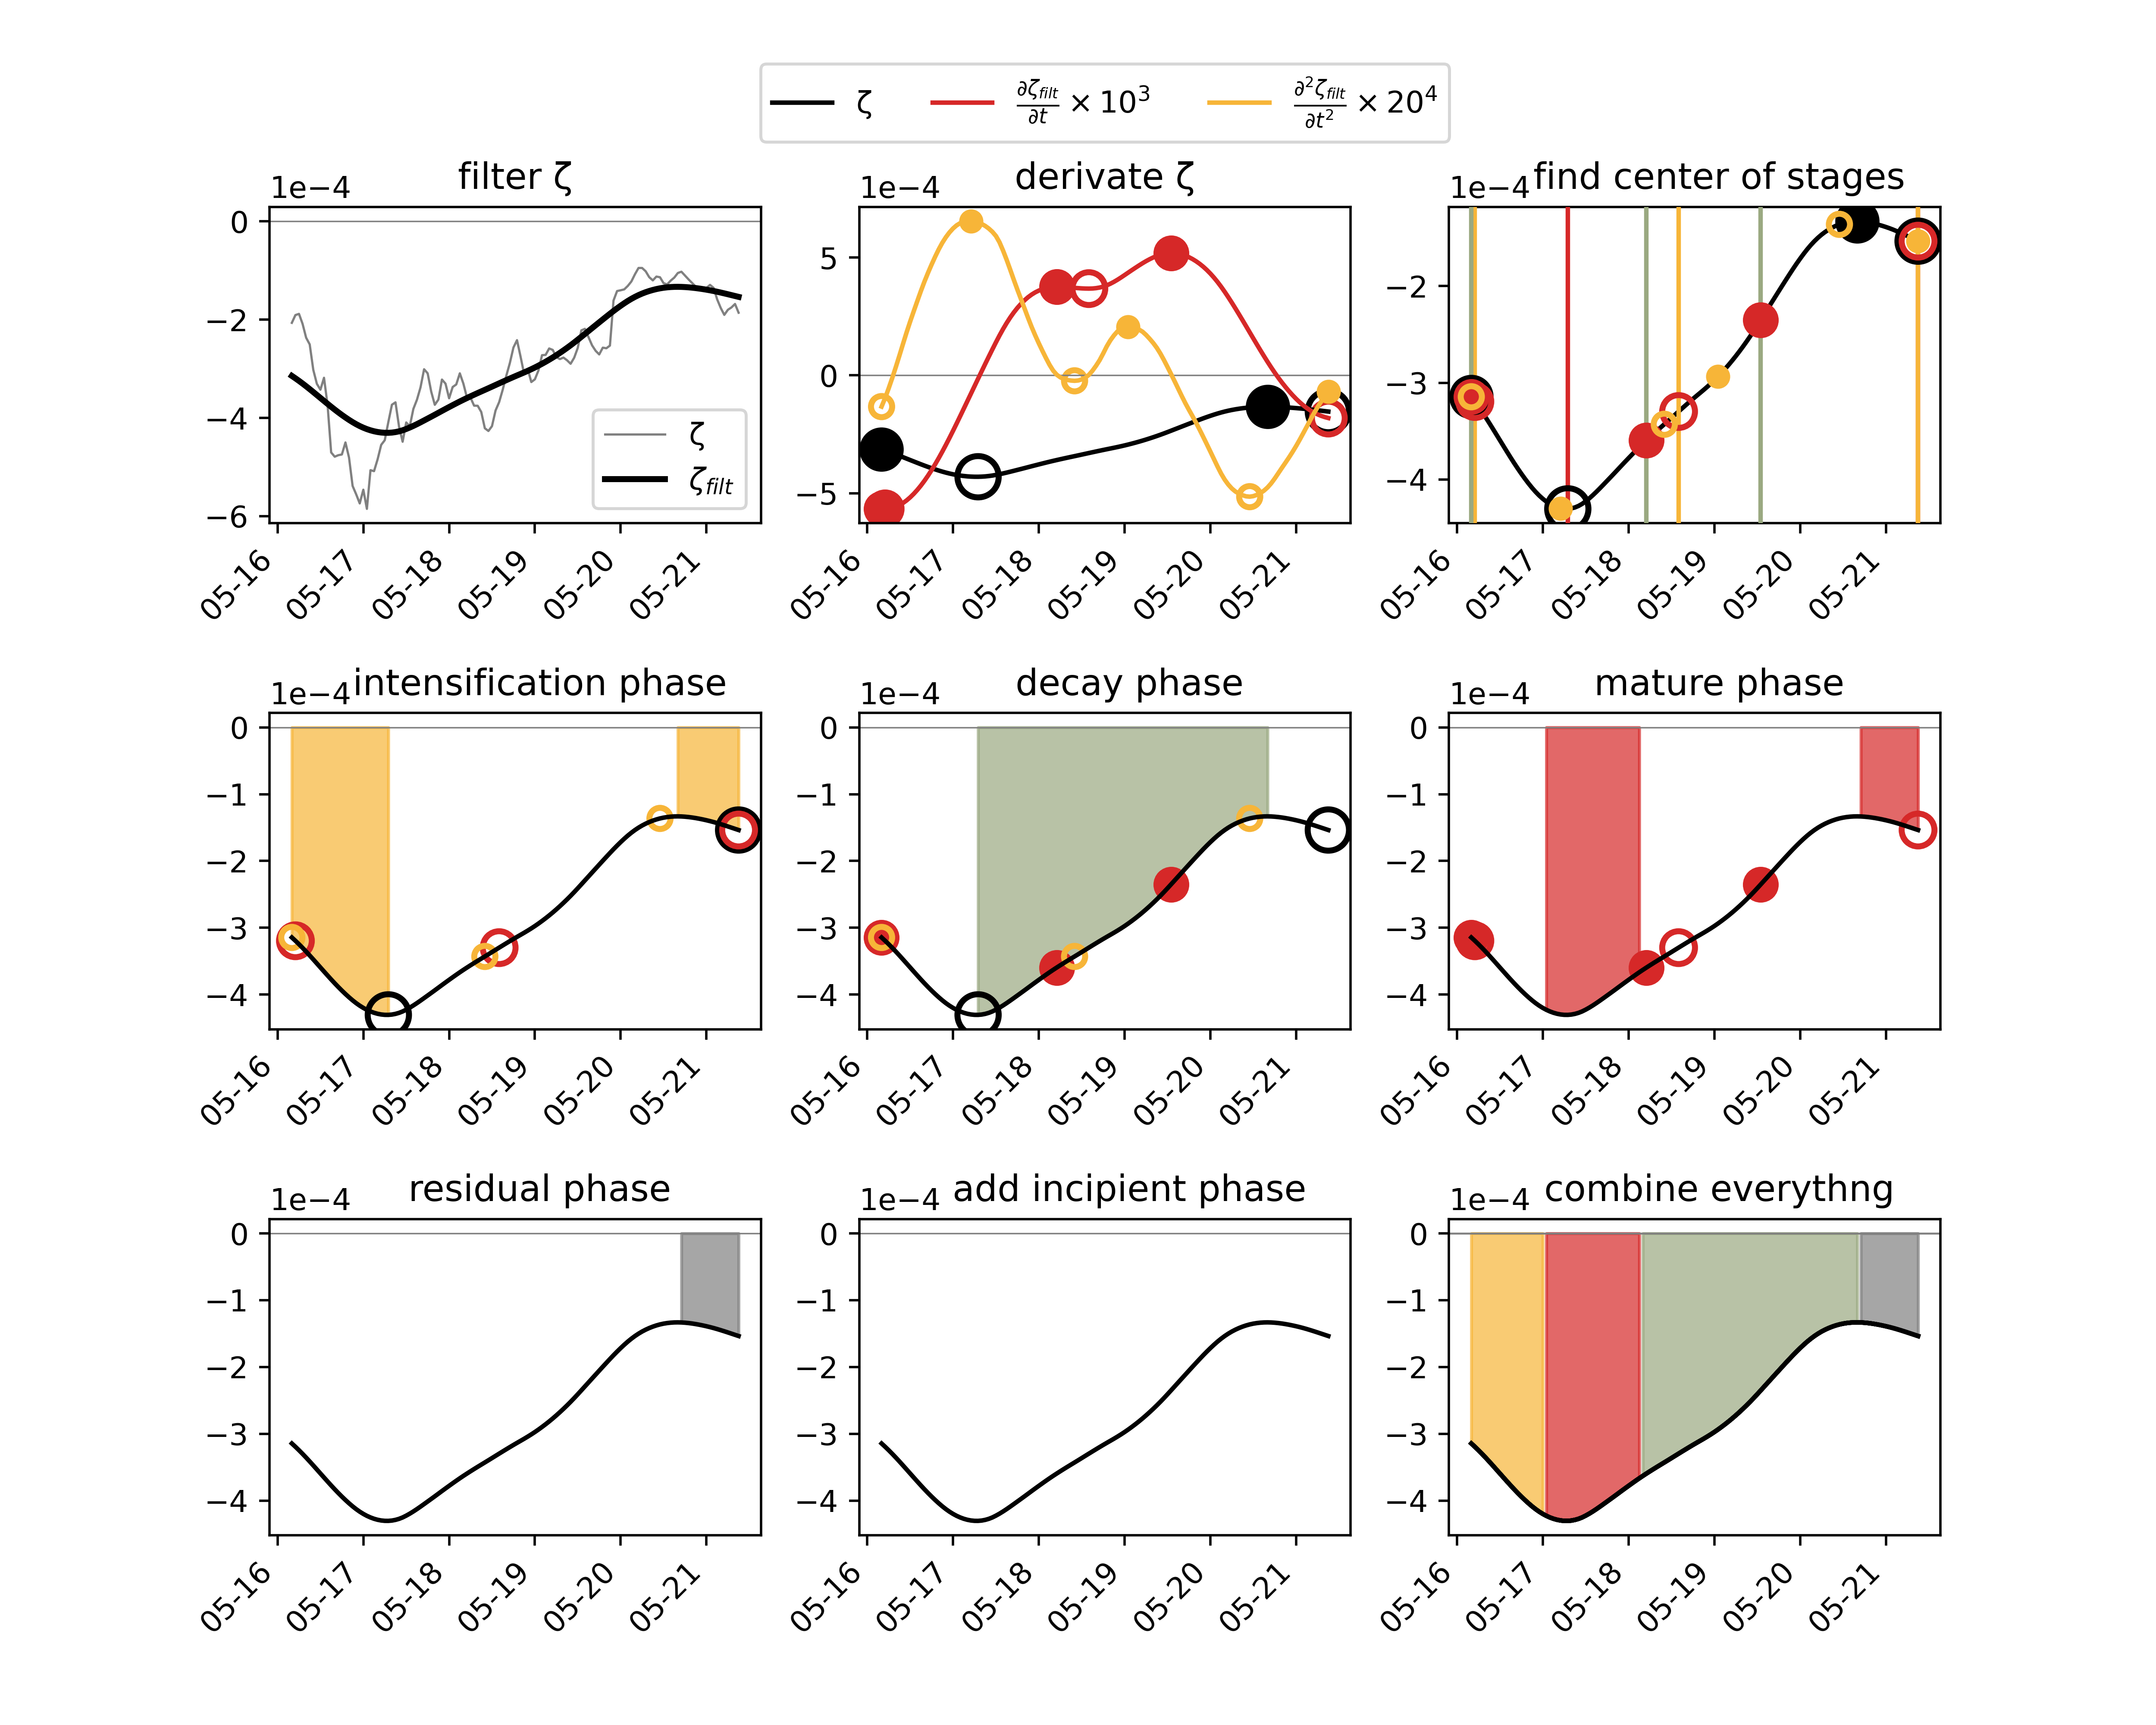 ζ ∂ζ_filt/∂t × 10³ ∂²ζ_filt/∂t² × 20⁴
filter ζ
1e−4
0
−2
−4
−6
ζ
ζ_filt
05-16 05-17 05-18 05-19 05-20 05-21
derivate ζ
1e−4
5
0
−5
05-16 05-17 05-18 05-19 05-20 05-21
find center of stages
1e−4
−2
−3
−4
05-16 05-17 05-18 05-19 05-20 05-21
intensification phase
1e−4
0
−1
−2
−3
−4
05-16 05-17 05-18 05-19 05-20 05-21
decay phase
1e−4
0
−1
−2
−3
−4
05-16 05-17 05-18 05-19 05-20 05-21
mature phase
1e−4
0
−1
−2
−3
−4
05-16 05-17 05-18 05-19 05-20 05-21
residual phase
1e−4
0
−1
−2
−3
−4
05-16 05-17 05-18 05-19 05-20 05-21
add incipient phase
1e−4
0
−1
−2
−3
−4
05-16 05-17 05-18 05-19 05-20 05-21
combine everythng
1e−4
0
−1
−2
−3
−4
05-16 05-17 05-18 05-19 05-20 05-21